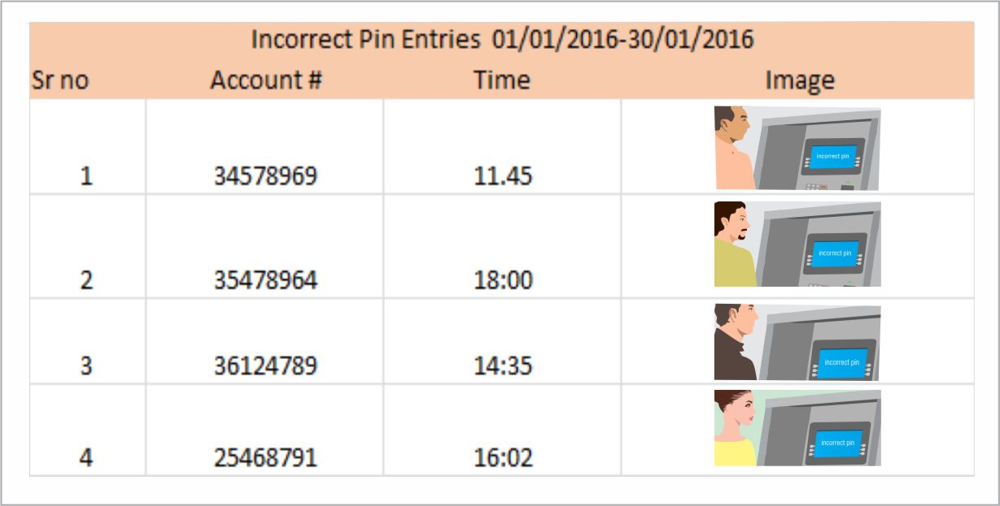 Incorrect Pin Entries 01/01/2016-30/01/2016
Sr no Account # Time Image
1 34578969 11.45 incorrect pin
2 35478964 18:00 incorrect pin
3 36124789 14:35 incorrect pin
4 25468791 16:02 incorrect pin